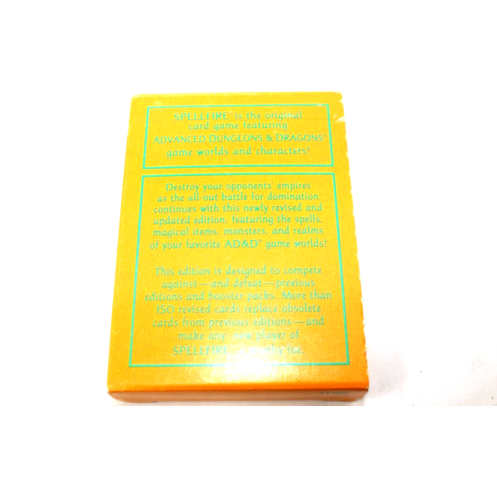 SPELLFIRE™ is the original
card game featuring
ADVANCED DUNGEONS & DRAGONS®
game worlds and characters!
Destroy your opponents' empires
as the all-out battle for domination
continues with this newly revised and
updated edition, featuring the spells,
magical items, monsters, and realms
of your favorite AD&D® game worlds!
This edition is designed to compete
against—and defeat—previous
editions and booster packs. More than
150 revised cards replace obsolete
cards from previous editions—and
make any new player of
SPELLFIRE foe.